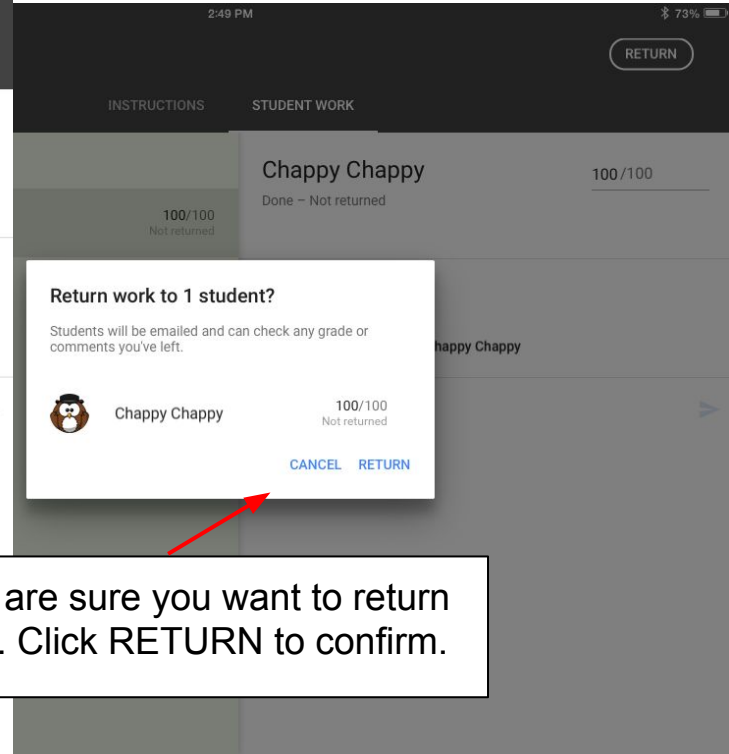 2:49 PM
73%
RETURN
INSTRUCTIONS
STUDENT WORK
Chappy Chappy
100/100
Done – Not returned
100/100
Not returned
Return work to 1 student?
Students will be emailed and can check any grade or
comments you've left.
happy Chappy
Chappy Chappy
100/100
Not returned
CANCEL RETURN
are sure you want to return
. Click RETURN to confirm.